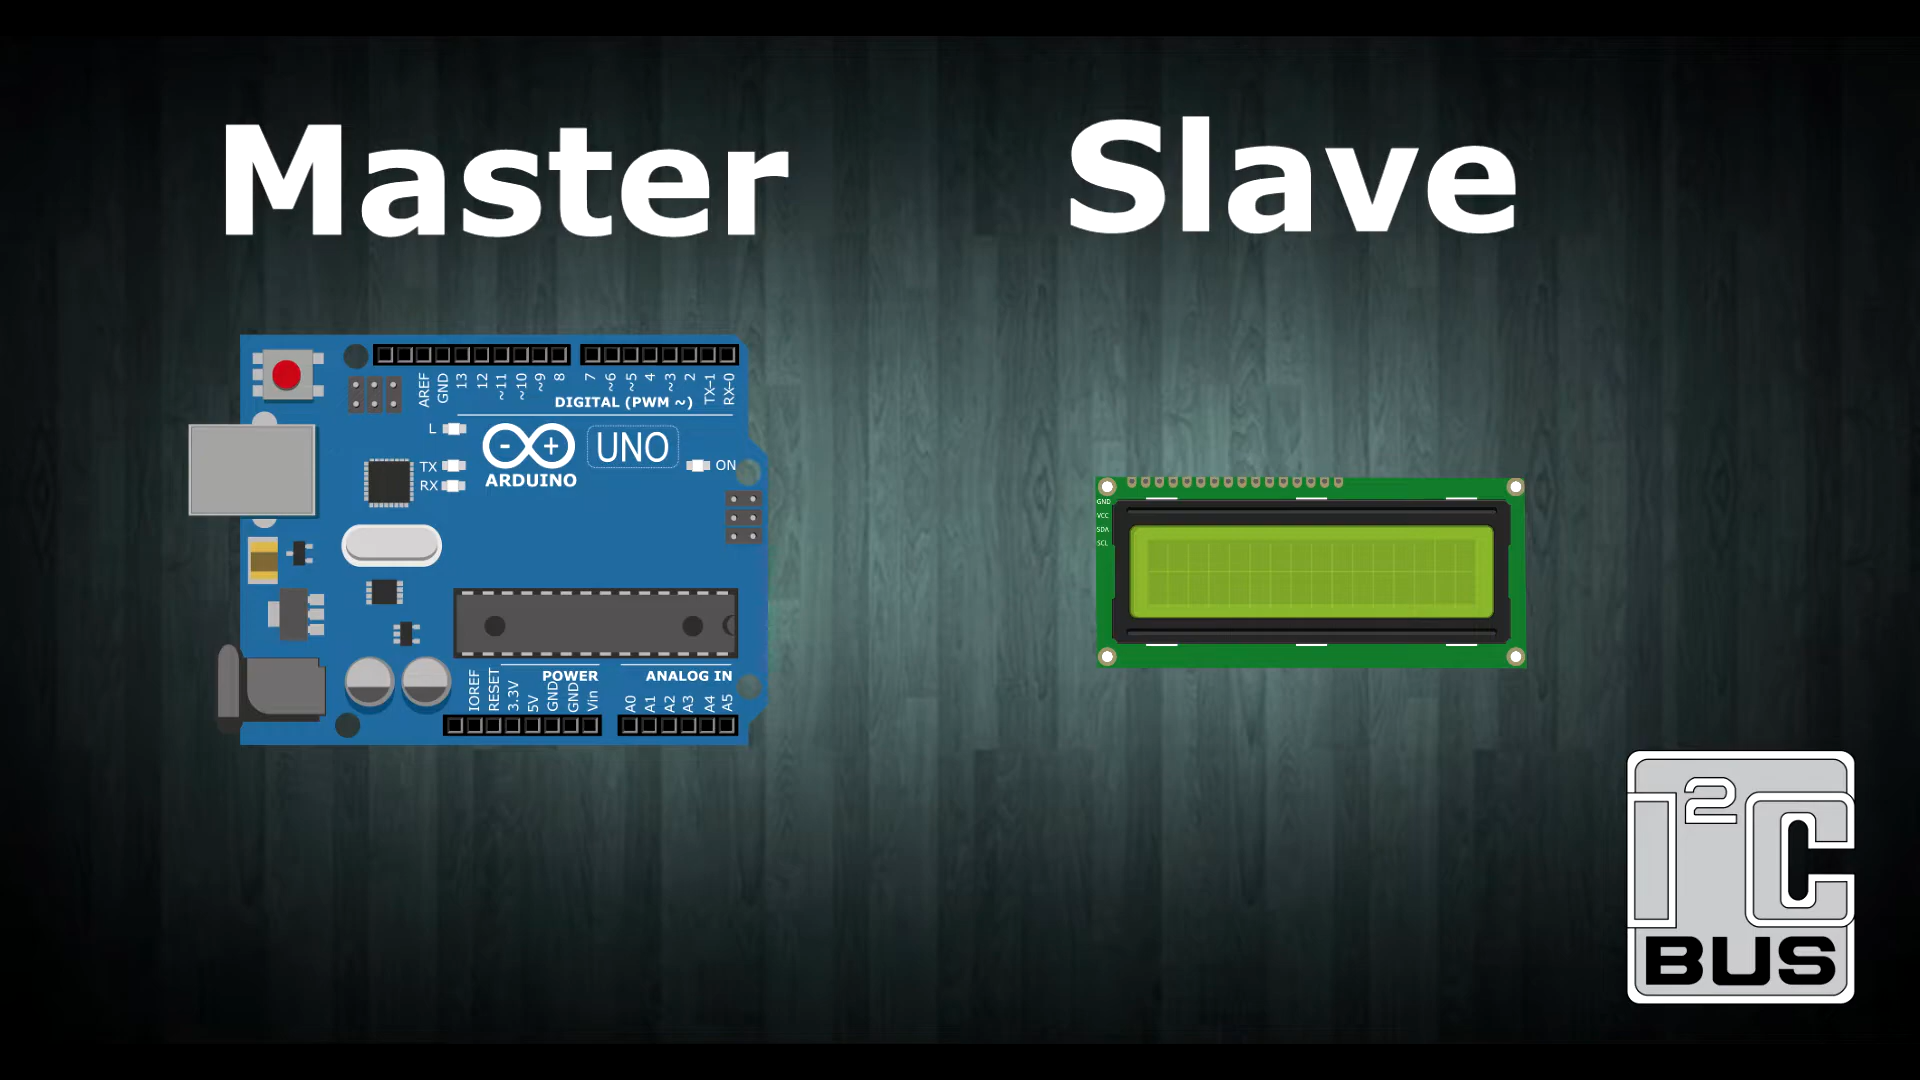 Master
Slave
AREF
GND
13
12
~11
~10
~9
8
7
~6
~5
4
~3
2
TX-1
RX-0
DIGITAL (PWM ~)
L
TX
RX
ARDUINO
UNO
ON
GND
VCC
SDA
SCL
POWER
ANALOG IN
IOREF
RESET
3.3V
5V
GND
GND
Vin
A0
A1
A2
A3
A4
A5
I²C
BUS